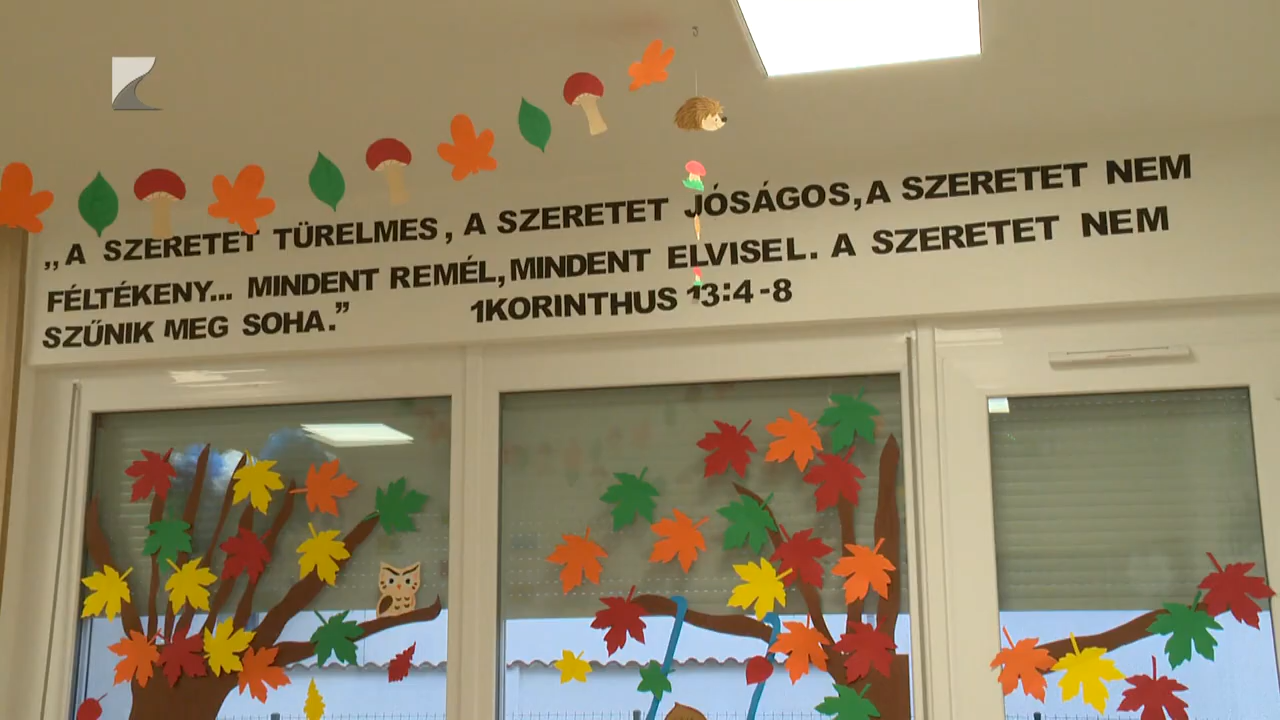 „A SZERETET TÜRELMES, A SZERETET JÓSÁGOS, A SZERETET NEM
FÉLTÉKENY... MINDENT REMÉL, MINDENT ELVISEL. A SZERETET NEM
SZŰNIK MEG SOHA.” 1KORINTHUS 13:4-8